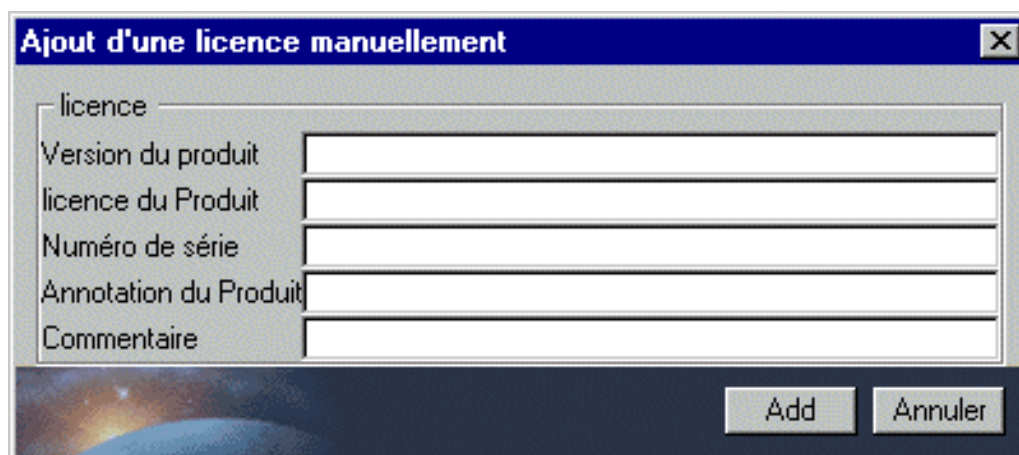 Ajout d'une licence manuellement
licence
Version du produit
licence du Produit
Numéro de série
Annotation du Produit
Commentaire
Add Annuler